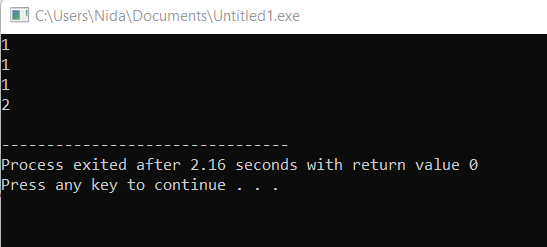 C:\Users\Nida\Documents\Untitled1.exe
1
1
1
2
--------------------------------
Process exited after 2.16 seconds with return value 0
Press any key to continue . . .